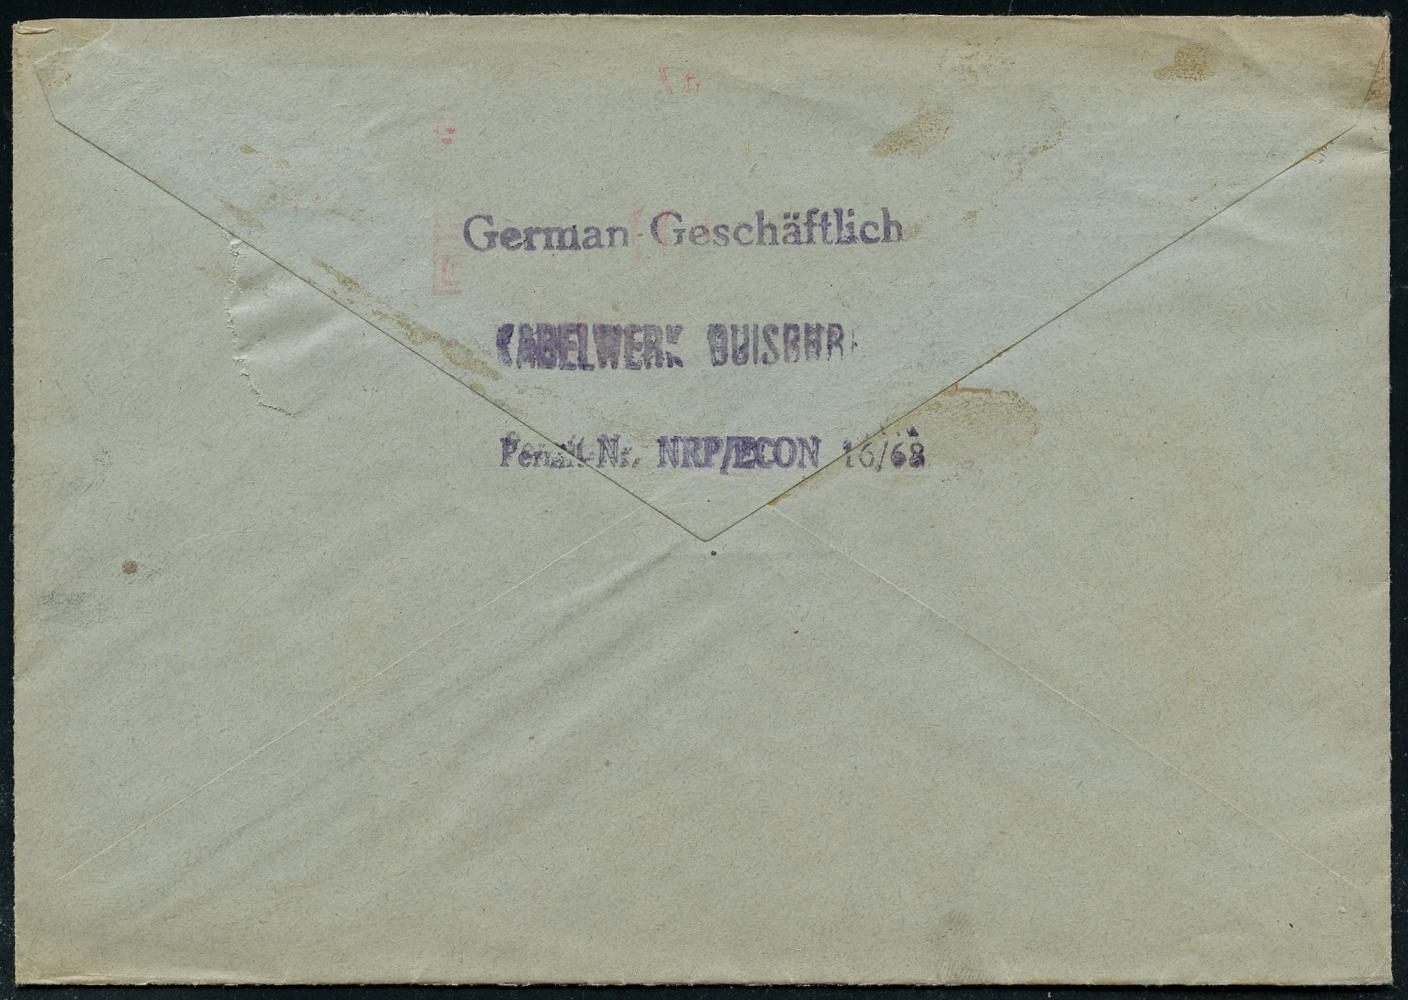 German-Geschäftlich
KABELWERK DUISBURG
Permit-Nr. NRP/ECON 16/68